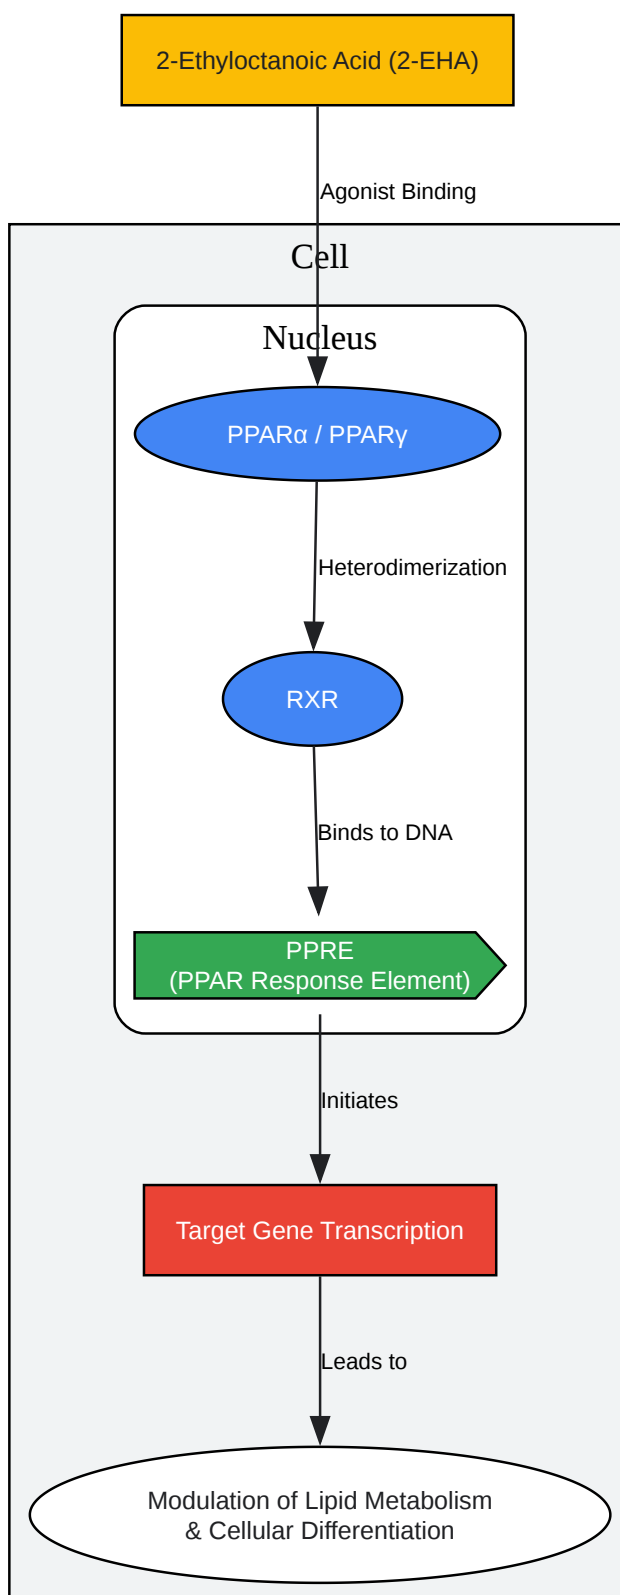 2-Ethyloctanoic Acid (2-EHA)
Agonist Binding
Cell
Nucleus
PPARα / PPARγ
Heterodimerization
RXR
Binds to DNA
PPRE
(PPAR Response Element)
Initiates
Target Gene Transcription
Leads to
Modulation of Lipid Metabolism
& Cellular Differentiation